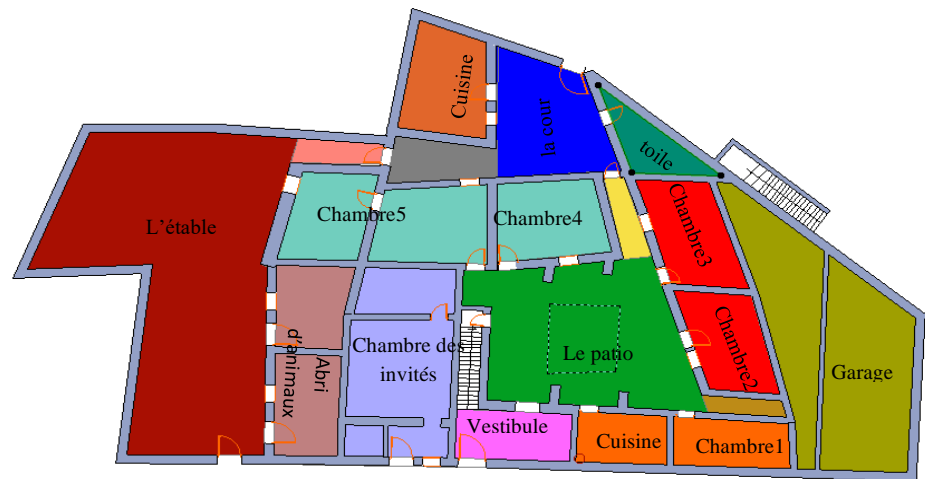 Cuisine
la cour
toile
L'étable
Chambre5
Chambre4
Chambre3
Chambre des
invités
Le patio
Chambre2
Garage
Abri
d'animaux
Vestibule
Cuisine
Chambre1